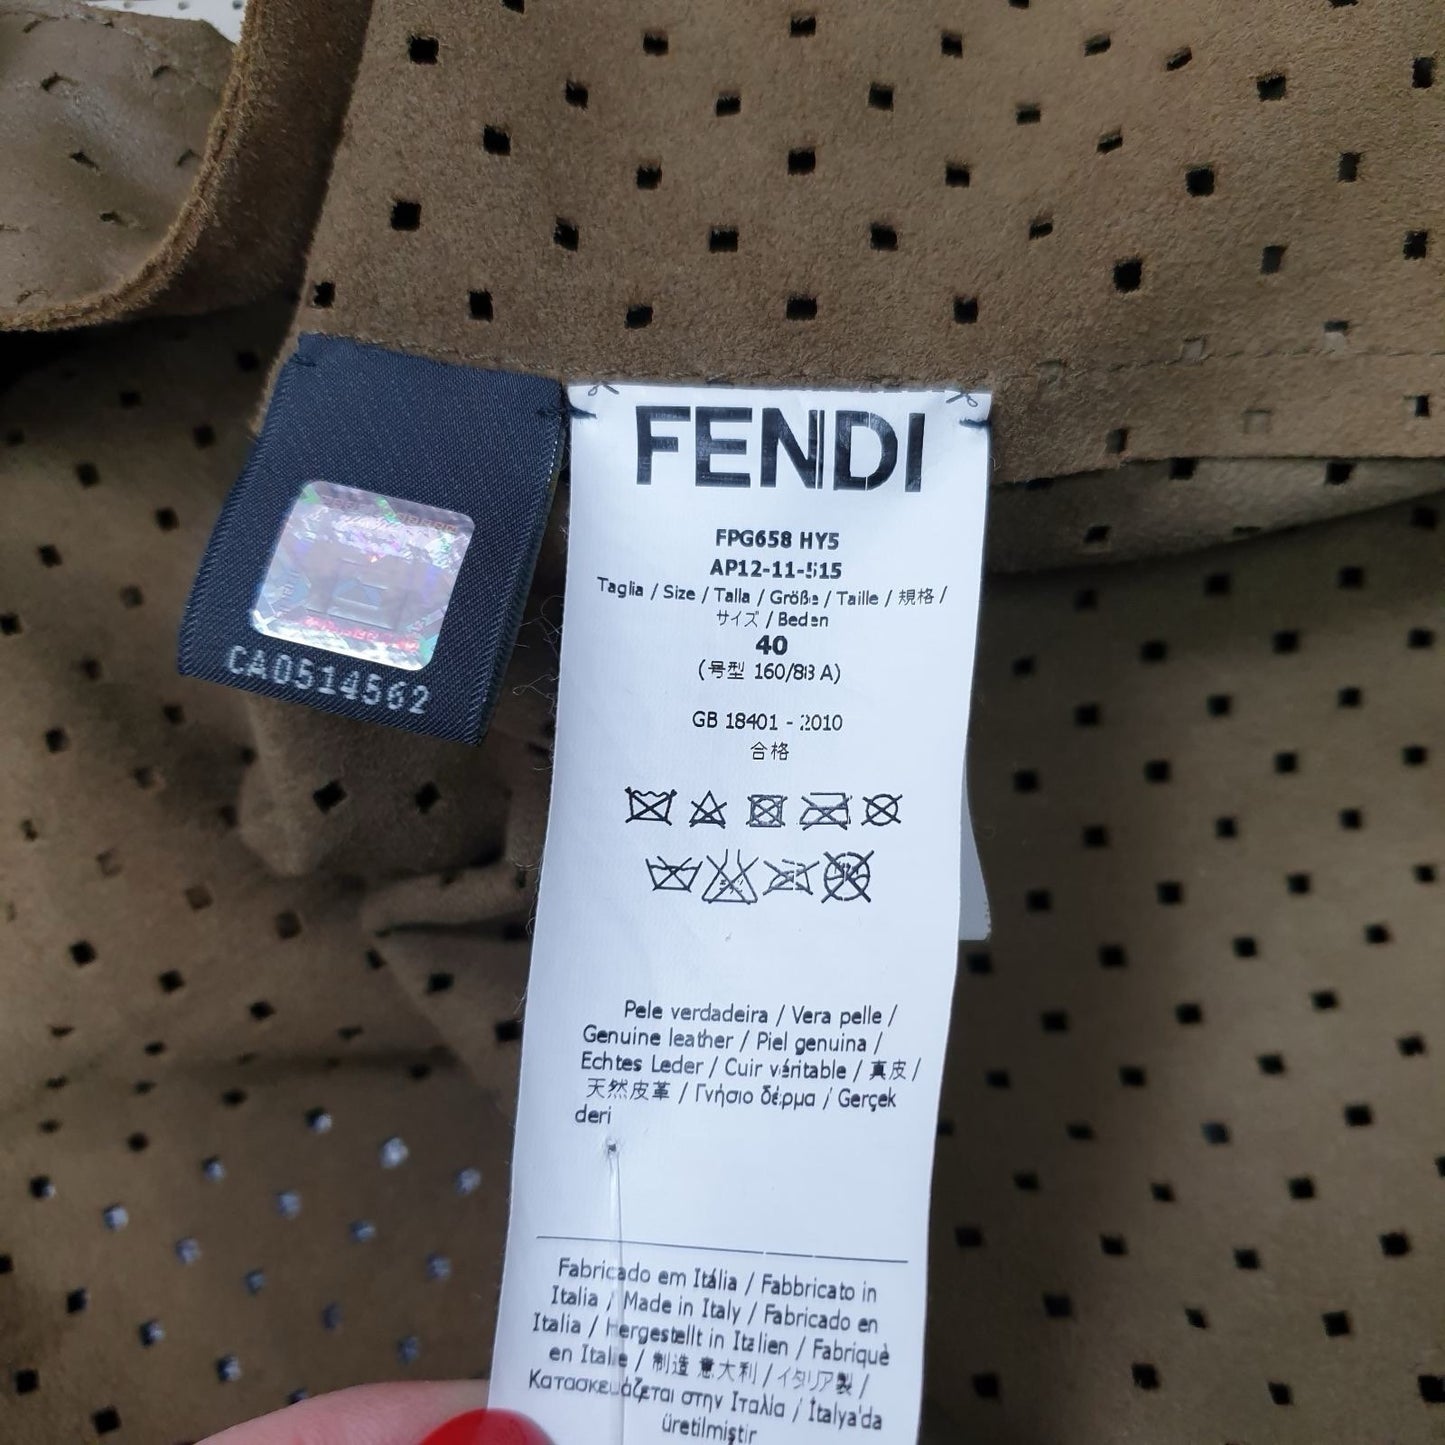 FENDI
FPG658 HY5
AP12-11-515
Taglia / Size / Talla / Größe / Taille / 規格 /
サイズ / Beden
40
(号型 160/88 A)
GB 18401 - 2010
合格
Pele verdadeira / Vera pelle /
Genuine leather / Piel genuina /
Echtes Leder / Cuir véritable / 真皮 /
天然皮革 / Γνήσιο δέρμα / Gerçek
deri
Fabricado em Itália / Fabbricato in
Italia / Made in Italy / Fabricado en
Italia / Hergestellt in Italien / Fabriquè
en Italie / 制造 意大利 / イタリア製 /
Κατασκευάζεται στην Ιταλία / İtalya'da
üretilmiştir
CA0514562